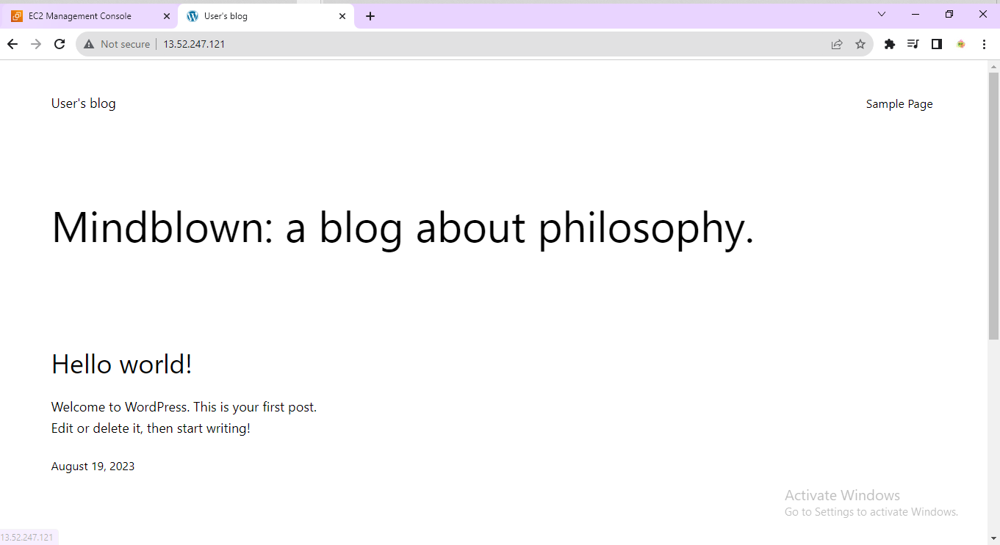 EC2 Management Console
User's blog
Not secure
13.52.247.121
User's blog
Sample Page
Mindblown: a blog about philosophy.
Hello world!
Welcome to WordPress. This is your first post.
Edit or delete it, then start writing!
August 19, 2023
Activate Windows
Go to Settings to activate Windows.
13.52.247.121